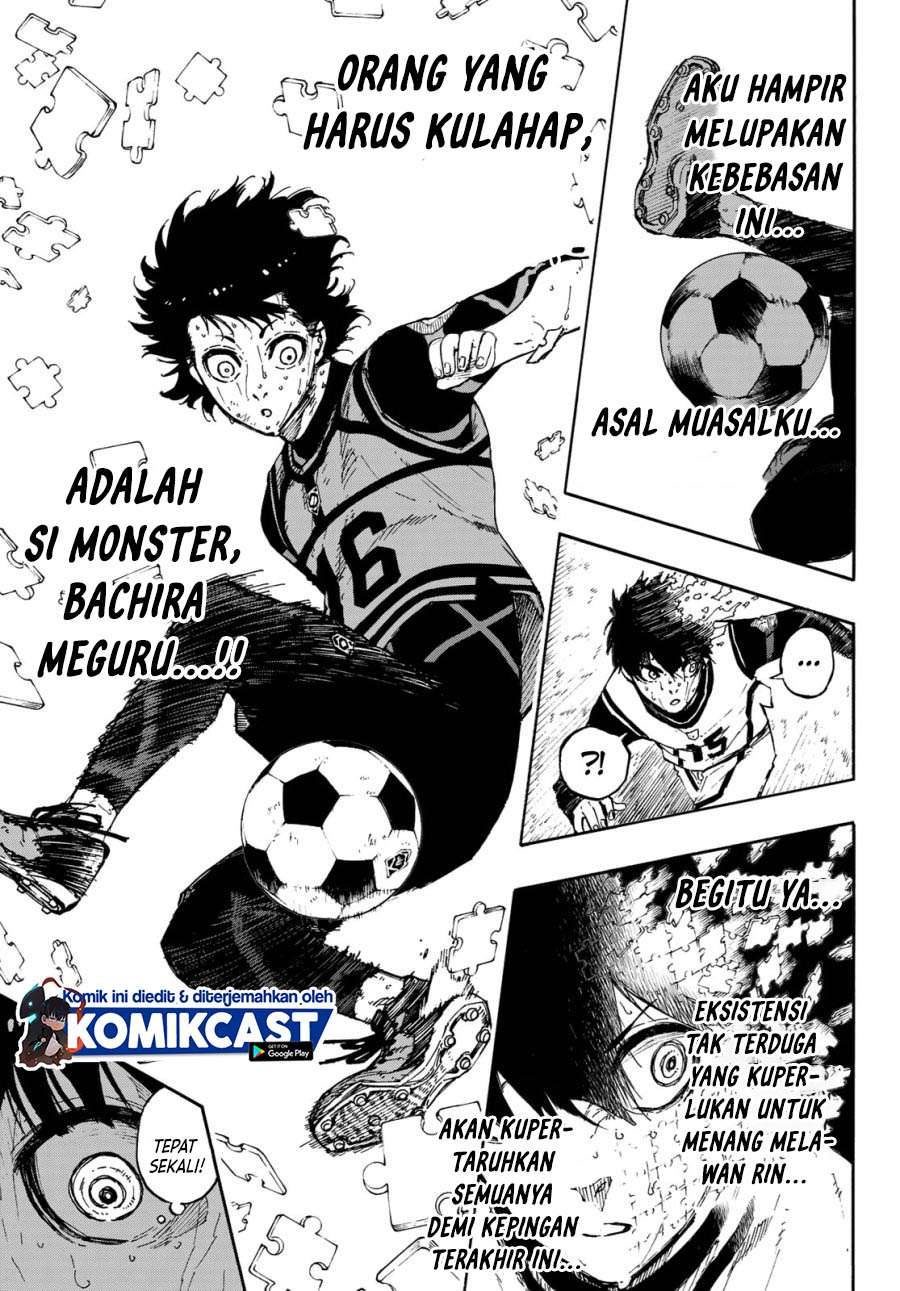 AKU HAMPIR
MELUPAKAN
KEBEBASAN
INI...
ASAL MUASALKU...
...
?!
15
BEGITU YA...
EKSISTENSI
TAK TERDUGA
YANG KUPER-
LUKAN UNTUK
MENANG MELA-
WAN RIN...
AKAN KUPER-
TARUHKAN
SEMUANYA
DEMI KEPINGAN
TERAKHIR INI...
ORANG YANG
HARUS KULAHAP,
16
ADALAH
SI MONSTER,
BACHIRA
MEGURU...!!
Komik ini diedit & diterjemahkan oleh
KOMIKCAST
GET IT ON
Google Play
TEPAT
SEKALI!